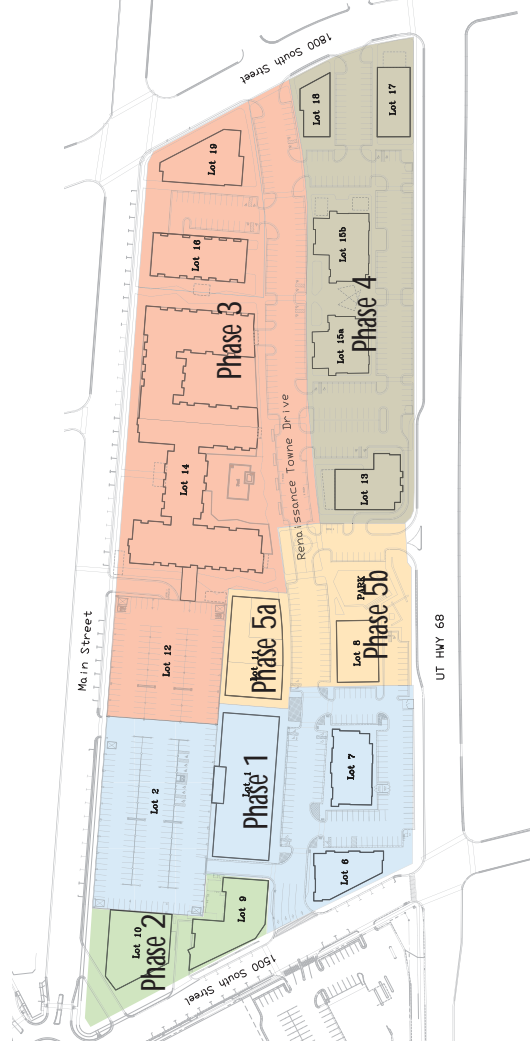 1800 South Street
Lot 18
Lot 17
Lot 19
Lot 16
Lot 15b
Phase 3
Phase 4
Lot 15a
Renaissance Towne Drive
Lot 14
Lot 13
Main Street
Lot 12
Phase 5a
PARK
Phase 5b
Lot 8
UT HWY 68
Lot 2
Lot 1
Phase 1
Lot 7
Lot 6
Lot 9
Lot 10
Phase 2
1500 South Street